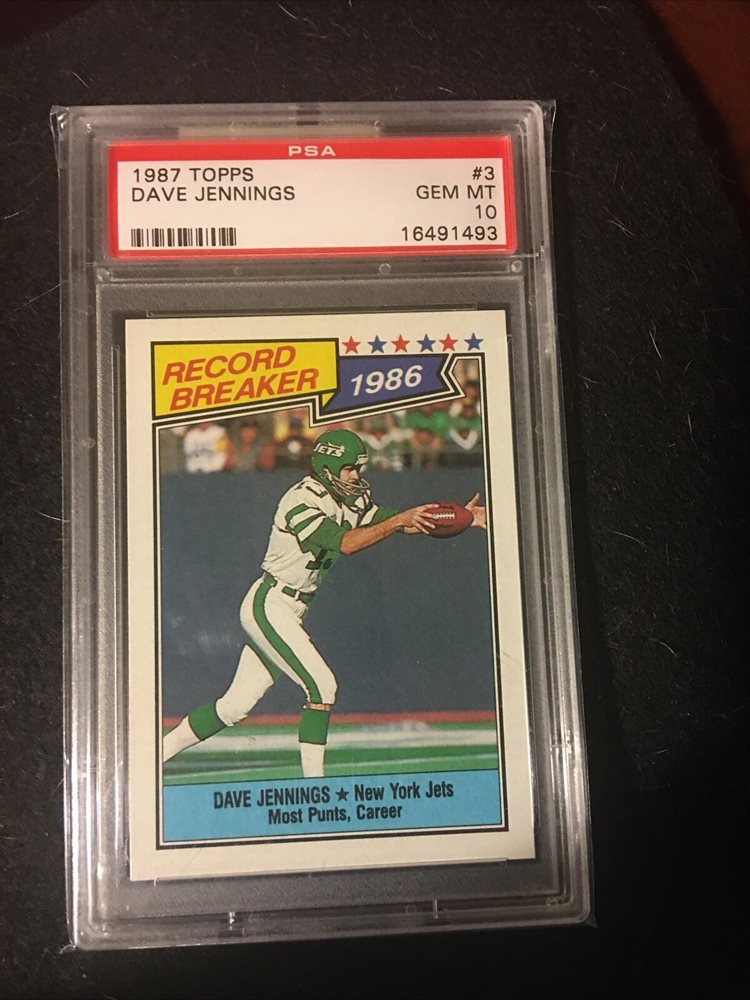 PSA
1987 TOPPS #3
DAVE JENNINGS GEM MT
10
16491493
RECORD
BREAKER
1986
JETS
13
DAVE JENNINGS ★ New York Jets
Most Punts, Career